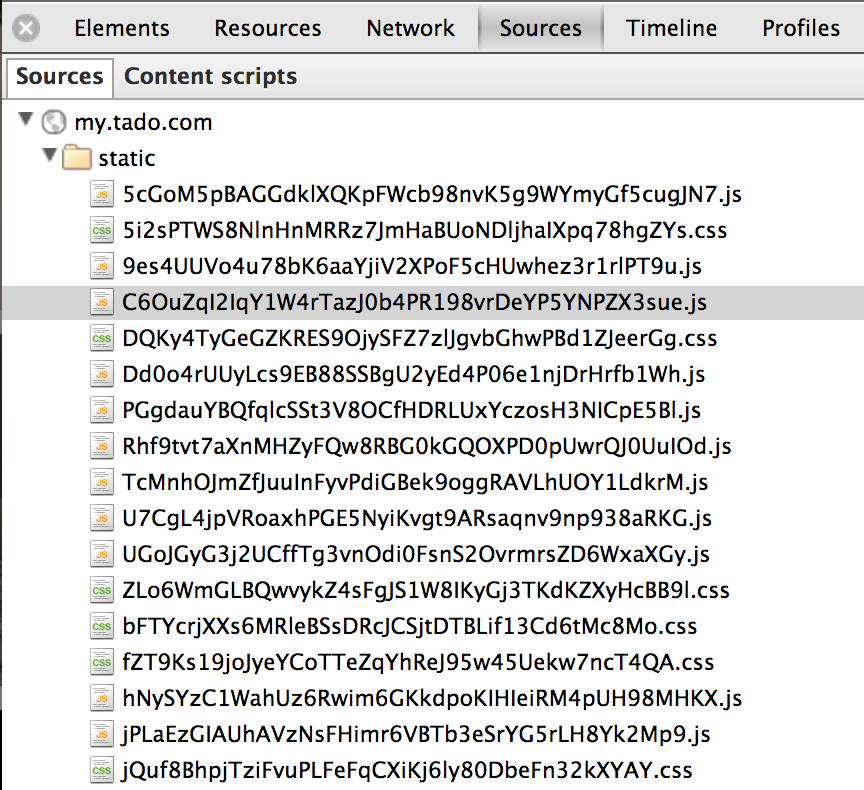 Elements Resources Network Sources Timeline Profiles
Sources Content scripts
my.tado.com
static
5cGoM5pBAGGdklXQKpFWcb98nvK5g9WYmyGf5cugJN7.js
5i2sPTWS8NlnHnMRRz7JmHaBUoNDljhaIXpq78hgZYs.css
9es4UUVo4u78bK6aaYjiV2XPoF5cHUwhez3r1rlPT9u.js
C6OuZqI2IqY1W4rTazJ0b4PR198vrDeYP5YNPZX3sue.js
DQKy4TyGeGZKRES9OjySFZ7zlJgvbGhwPBd1ZJeerGg.css
Dd0o4rUUyLcs9EB88SSBgU2yEd4P06e1njDrHrfb1Wh.js
PGgdauYBQfqlcSSt3V8OCfHDRLUxYczosH3NICpE5Bl.js
Rhf9tvt7aXnMHZyFQw8RBG0kGQOXPD0pUwrQJ0UuIOd.js
TcMnhOJmZfJuuInFyvPdiGBek9oggRAVLhUOY1LdkrM.js
U7CgL4jpVRoaxhPGE5NyiKvgt9ARsaqnv9np938aRKG.js
UGoJGyG3j2UCffTg3vnOdi0FsnS2OvrmrsZD6WxaXGy.js
ZLo6WmGLBQwvykZ4sFgJS1W8IKyGj3TKdKZXyHcBB9l.css
bFTYcrjXXs6MRleBSsDRcJCSjtDTBLif13Cd6tMc8Mo.css
fZT9Ks19joJyeYCoTTeZqYhReJ95w45Uekw7ncT4QA.css
hNySYzC1WahUz6Rwim6GKkdpoKIHIeiRM4pUH98MHKX.js
jPLaEzGIAUhAVzNsFHimr6VBTb3eSrYG5rLH8Yk2Mp9.js
jQuf8BhpjTziFvuPLFeFqCXiKj6ly80DbeFn32kXYAY.css